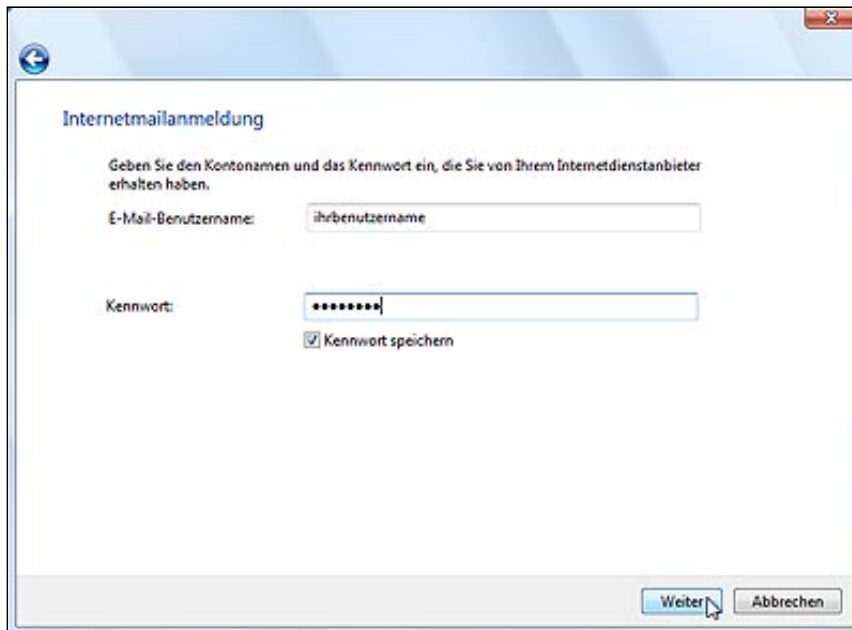 Internetmailanmeldung
Geben Sie den Kontonamen und das Kennwort ein, die Sie von Ihrem Internetdienstanbieter
erhalten haben.
E-Mail-Benutzername: ihrbenutzername
Kennwort: ••••••••
Kennwort speichern
Weiter Abbrechen